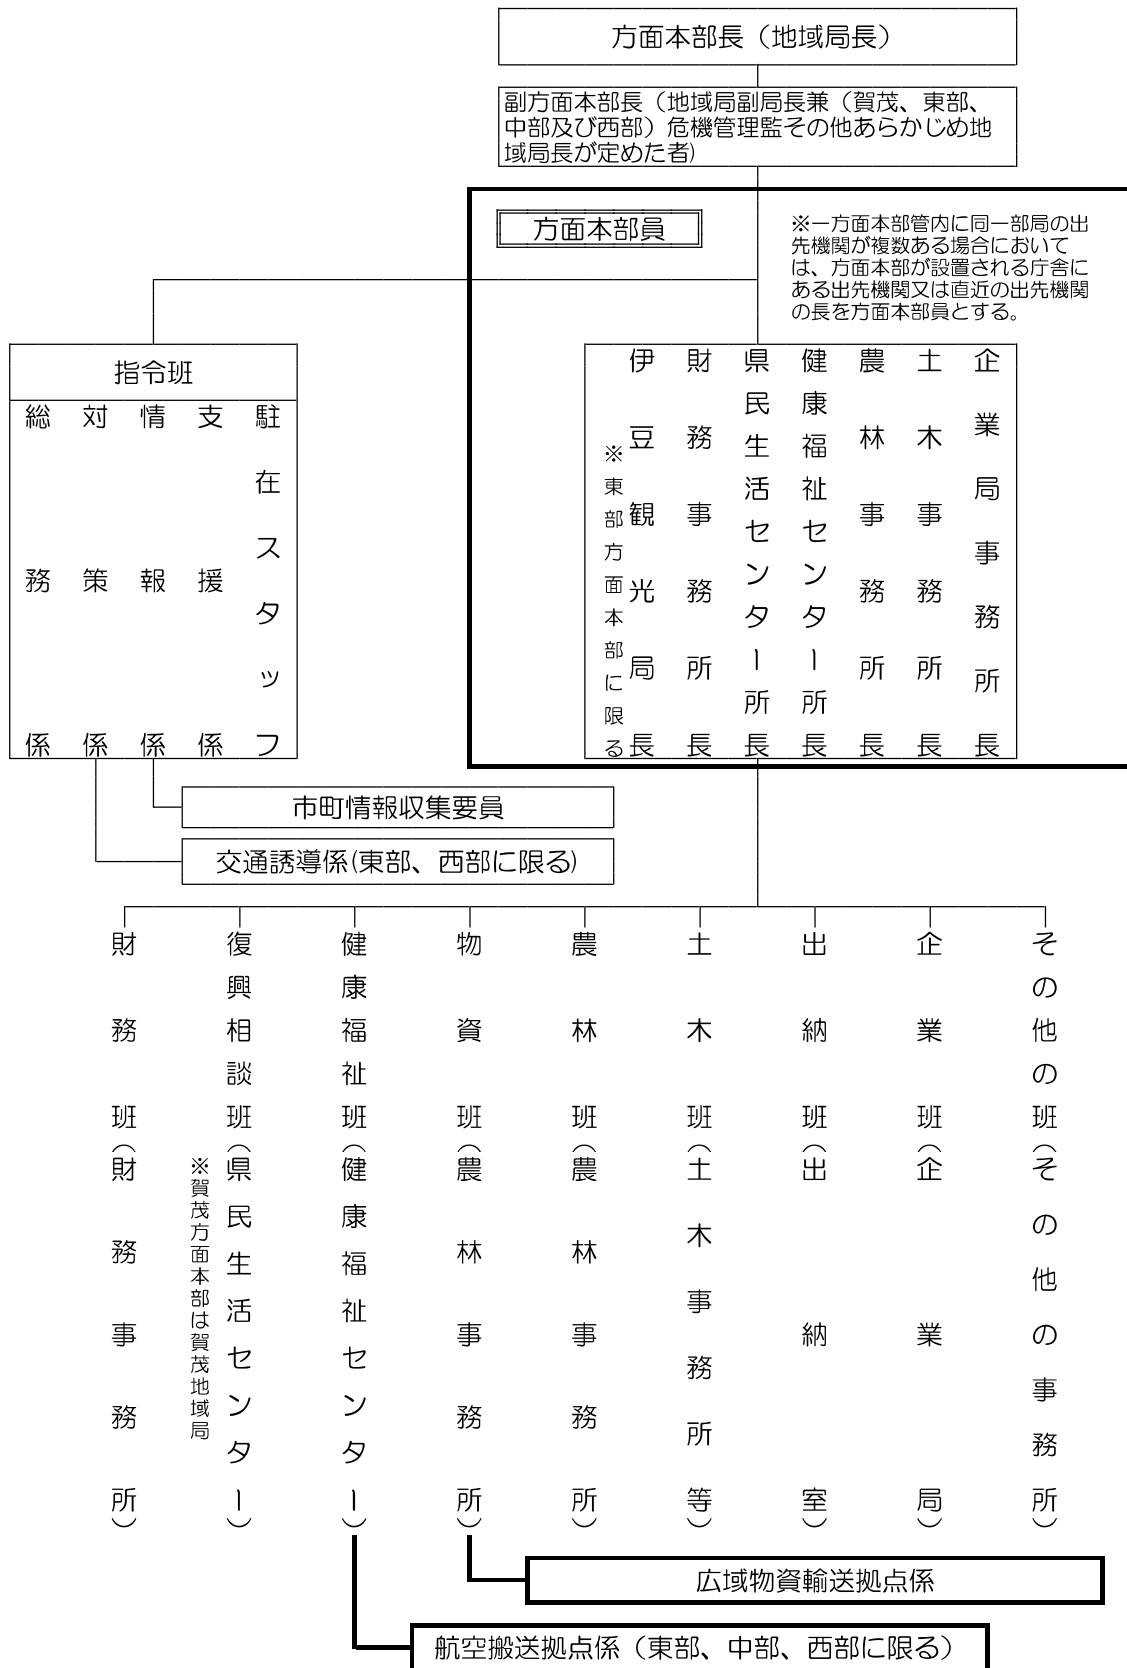 方面本部長（地域局長）
副方面本部長（地域局副局長兼（賀茂、東部、
中部及び西部）危機管理監その他あらかじめ地
域局長が定めた者)
方面本部員
※一方面本部管内に同一部局の出
先機関が複数ある場合において
は、方面本部が設置される庁舎に
ある出先機関又は直近の出先機関
の長を方面本部員とする。
指令班
総務係
対策係
情報係
支援係
駐在スタッフ
※東部方面本部に限る
伊豆観光局長
財務事務所長
県民生活センター所長
健康福祉センター所長
農林事務所長
土木事務所長
企業局事務所長
市町情報収集要員
交通誘導係(東部、西部に限る)
財務班（財務事務所）
復興相談班（県民生活センター）
※賀茂方面本部は賀茂地域局
健康福祉班（健康福祉センター）
物資班（農林事務所）
農林班（農林事務所）
土木班（土木事務所等）
出納班（出納室）
企業班（企業局）
その他の班（その他の事務所）
広域物資輸送拠点係
航空搬送拠点係（東部、中部、西部に限る）